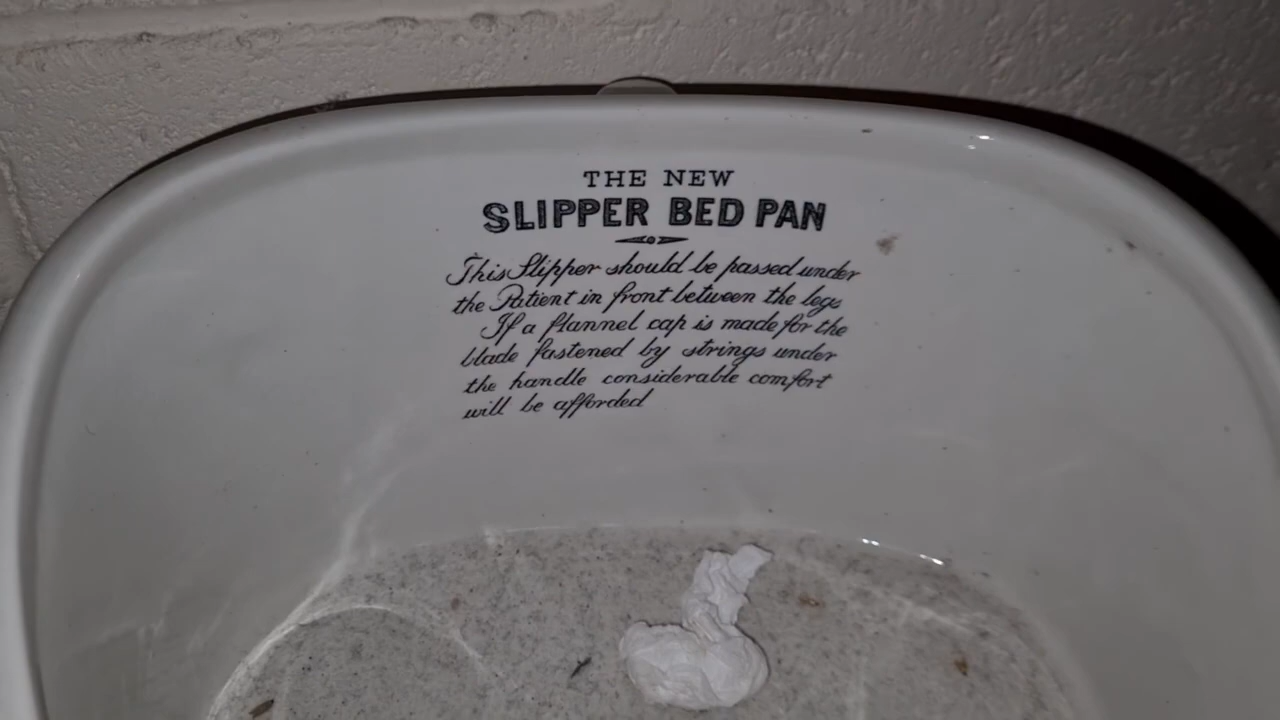 THE NEW
SLIPPER BED PAN
This Slipper should be passed under
the Patient in front between the legs
If a flannel cap is made for the
blade fastened by strings under
the handle considerable comfort
will be afforded